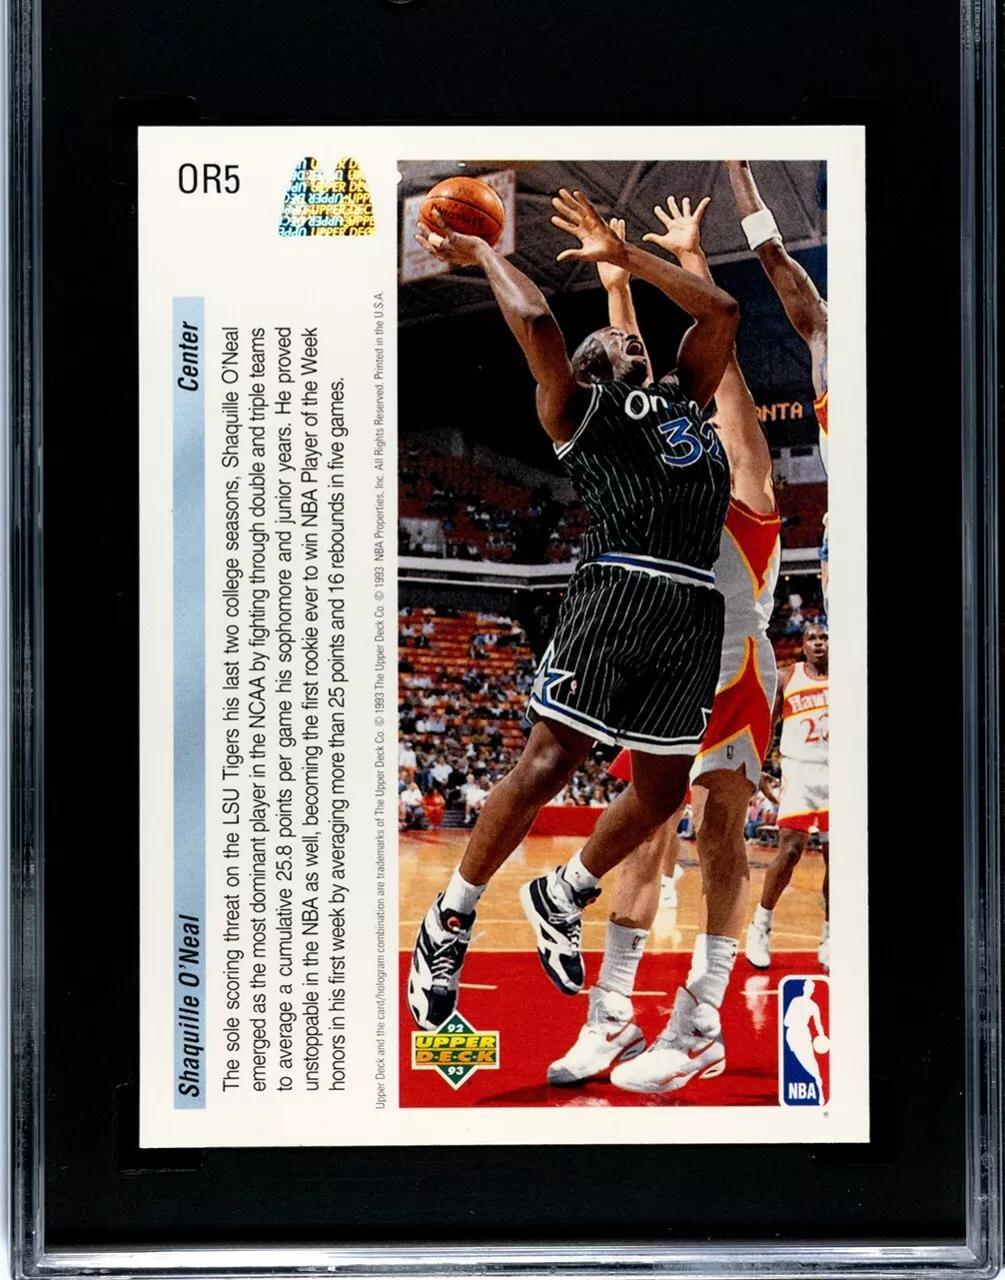 OR5
Shaquille O'Neal Center
The sole scoring threat on the LSU Tigers his last two college seasons, Shaquille O'Neal
emerged as the most dominant player in the NCAA by fighting through double and triple teams
to average a cumulative 25.8 points per game his sophomore and junior years. He proved
unstoppable in the NBA as well, becoming the first rookie ever to win NBA Player of the Week
honors in his first week by averaging more than 25 points and 16 rebounds in five games.
Upper Deck and the card/hologram combination are trademarks of The Upper Deck Co. © 1993 The Upper Deck Co. © 1993 NBA Properties, Inc. All Rights Reserved. Printed in the U.S.A.
32
ANTA
92
UPPER
DECK
93
NBA
®